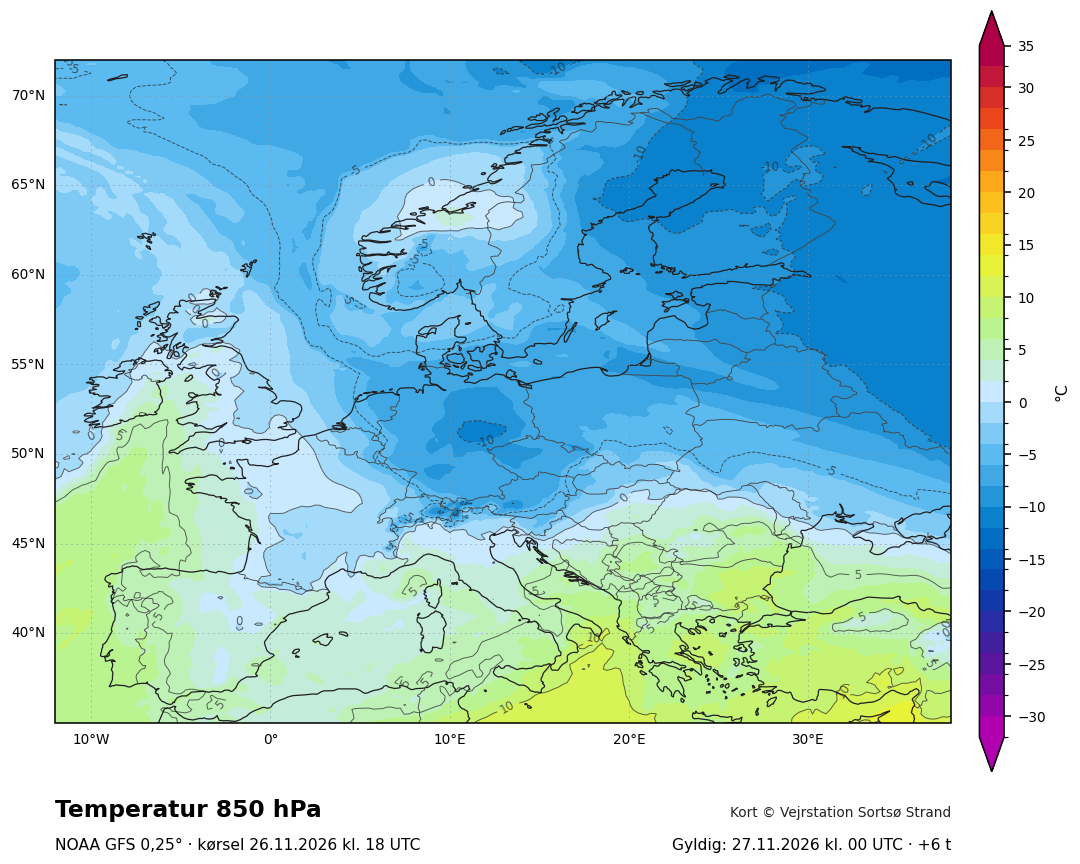 70°N
65°N
60°N
55°N
50°N
45°N
40°N
10°W 0° 10°E 20°E 30°E
35
30
25
20
15
10
5
0
−5
−10
−15
−20
−25
−30
°C
Temperatur 850 hPa
Kort © Vejrstation Sortsø Strand
NOAA GFS 0,25° · kørsel 26.11.2026 kl. 18 UTC
Gyldig: 27.11.2026 kl. 00 UTC · +6 t